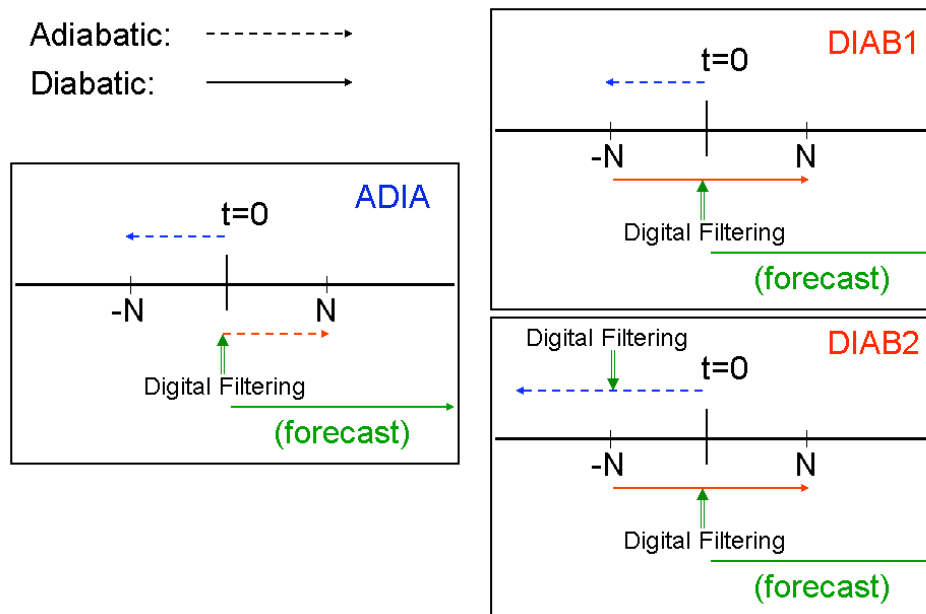 Adiabatic:
Diabatic:
ADIA
t=0
-N
N
Digital Filtering
(forecast)
DIAB1
t=0
-N
N
Digital Filtering
(forecast)
DIAB2
Digital Filtering
t=0
-N
N
Digital Filtering
(forecast)